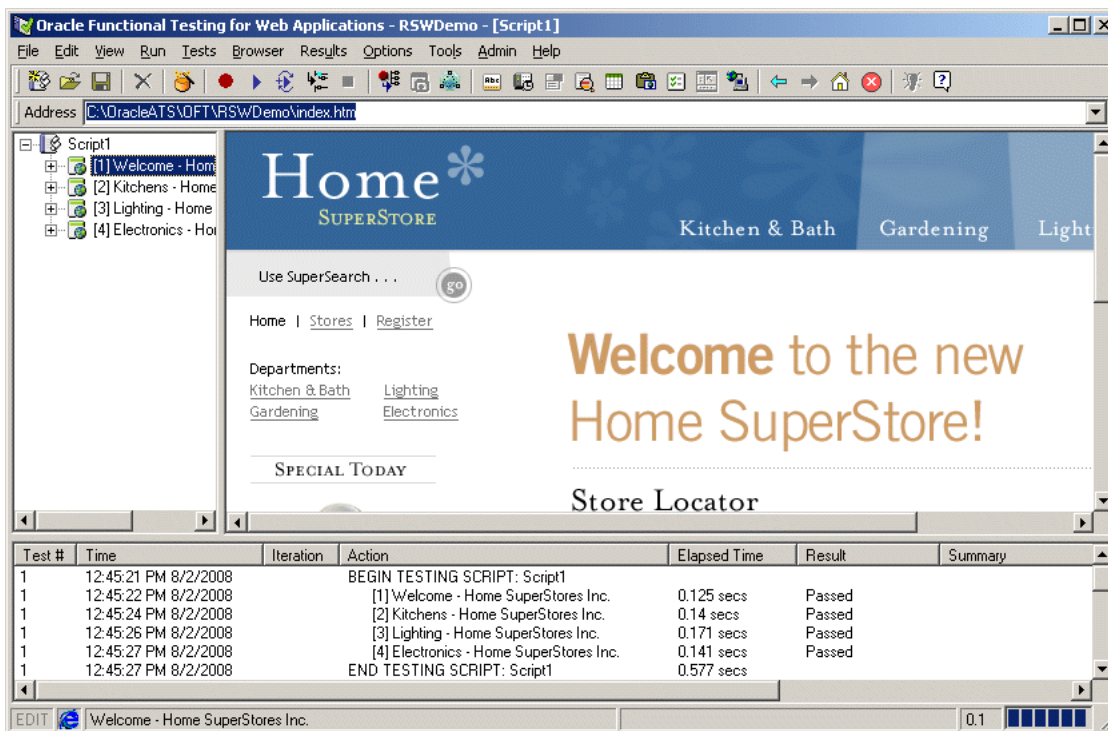 Oracle Functional Testing for Web Applications - RSWDemo - [Script1]
File Edit View Run Tests Browser Results Options Tools Admin Help
Abc
Address C:\OracleATS\OFT\RSWDemo\index.htm
Script1
[1] Welcome - Hom
[2] Kitchens - Home
[3] Lighting - Home
[4] Electronics - Ho
Home
SUPERSTORE
Kitchen & Bath Gardening Light
Use SuperSearch . . . go
Home | Stores | Register
Departments:
Kitchen & Bath Lighting
Gardening Electronics
SPECIAL TODAY
Welcome to the new
Home SuperStore!
Store Locator
Test # Time Iteration Action Elapsed Time Result Summary
1 12:45:21 PM 8/2/2008 BEGIN TESTING SCRIPT: Script1
1 12:45:22 PM 8/2/2008 [1] Welcome - Home SuperStores Inc. 0.125 secs Passed
1 12:45:24 PM 8/2/2008 [2] Kitchens - Home SuperStores Inc. 0.14 secs Passed
1 12:45:26 PM 8/2/2008 [3] Lighting - Home SuperStores Inc. 0.171 secs Passed
1 12:45:27 PM 8/2/2008 [4] Electronics - Home SuperStores Inc. 0.141 secs Passed
1 12:45:27 PM 8/2/2008 END TESTING SCRIPT: Script1 0.577 secs
EDIT Welcome - Home SuperStores Inc. 0.1